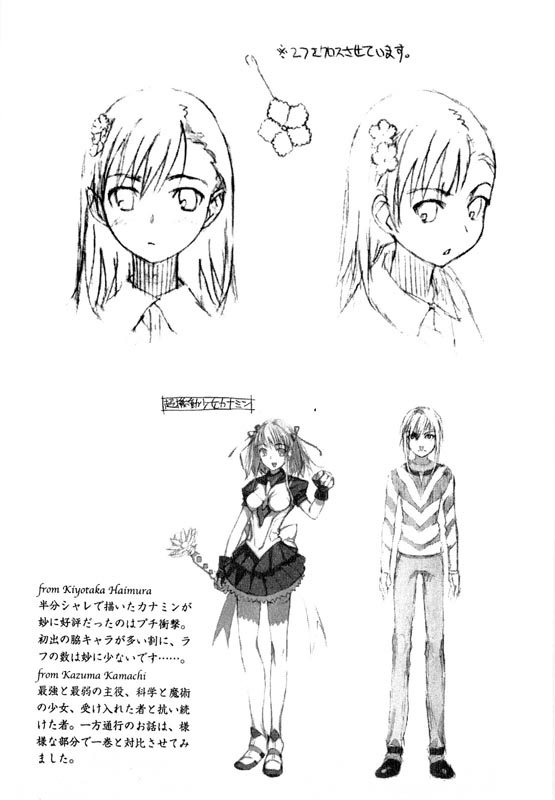 ※2つをクロスさせています。
超機動少女カナミン
from Kiyotaka Haimura
半分シャレで描いたカナミンが
妙に好評だったのはプチ衝撃。
初出の脇キャラが多い割に、ラ
フの数は妙に少ないです……。
from Kazuma Kamachi
最強と最弱の主役、科学と魔術
の少女、受け入れた者と抗い続
けた者。一方通行のお話は、様
様な部分で一巻と対比させてみ
ました。